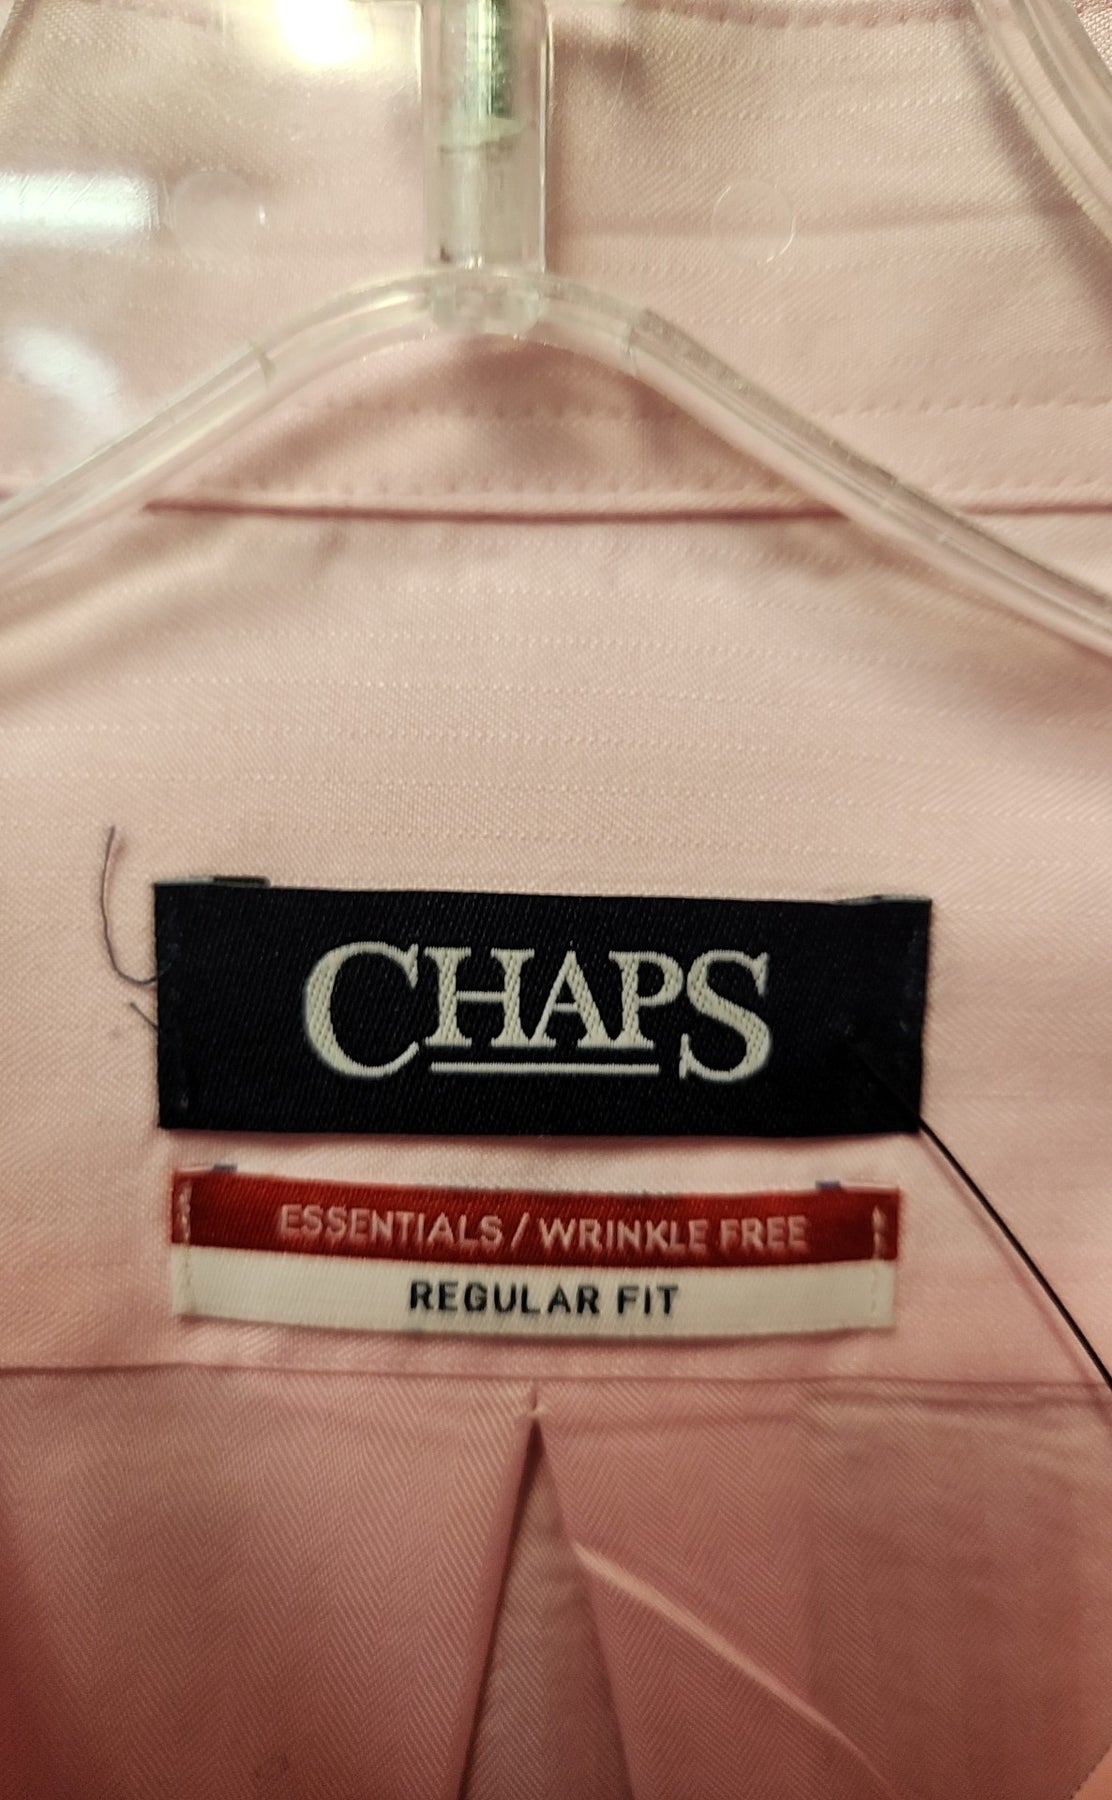 CHAPS
ESSENTIALS / WRINKLE FREE
REGULAR FIT